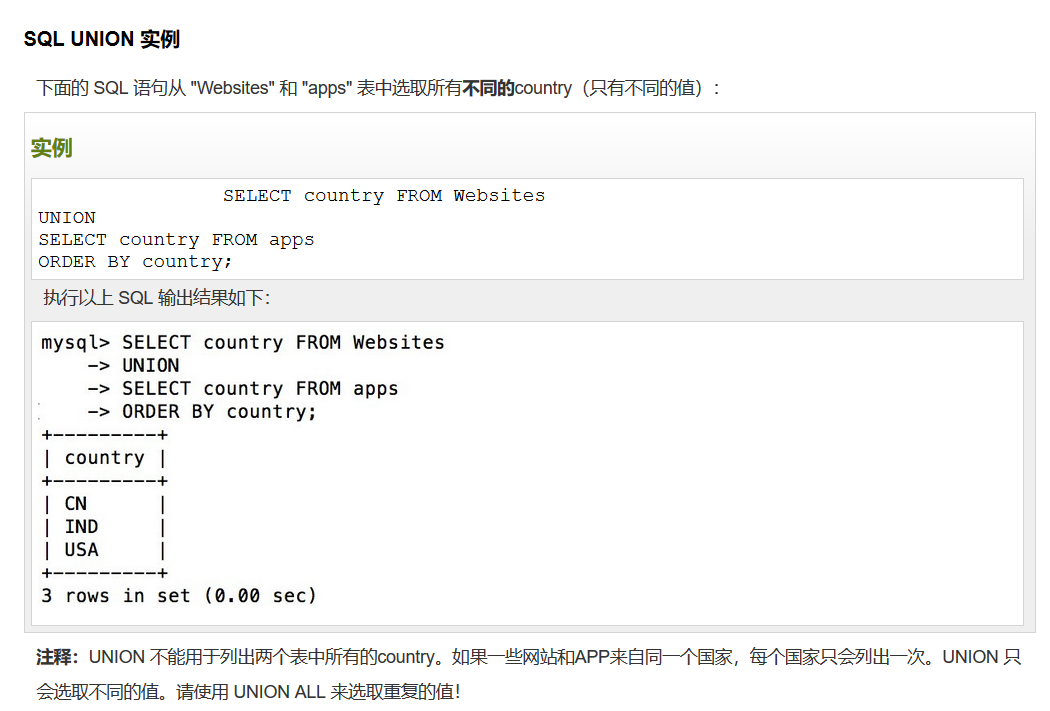 SQL UNION 实例
下面的 SQL 语句从 "Websites" 和 "apps" 表中选取所有不同的country（只有不同的值）：
实例
SELECT country FROM Websites
UNION
SELECT country FROM apps
ORDER BY country;
执行以上 SQL 输出结果如下：
mysql> SELECT country FROM Websites
    -> UNION
    -> SELECT country FROM apps
    -> ORDER BY country;
+---------+
| country |
+---------+
| CN      |
| IND     |
| USA     |
+---------+
3 rows in set (0.00 sec)
注释：UNION 不能用于列出两个表中所有的country。如果一些网站和APP来自同一个国家，每个国家只会列出一次。UNION 只
会选取不同的值。请使用 UNION ALL 来选取重复的值！